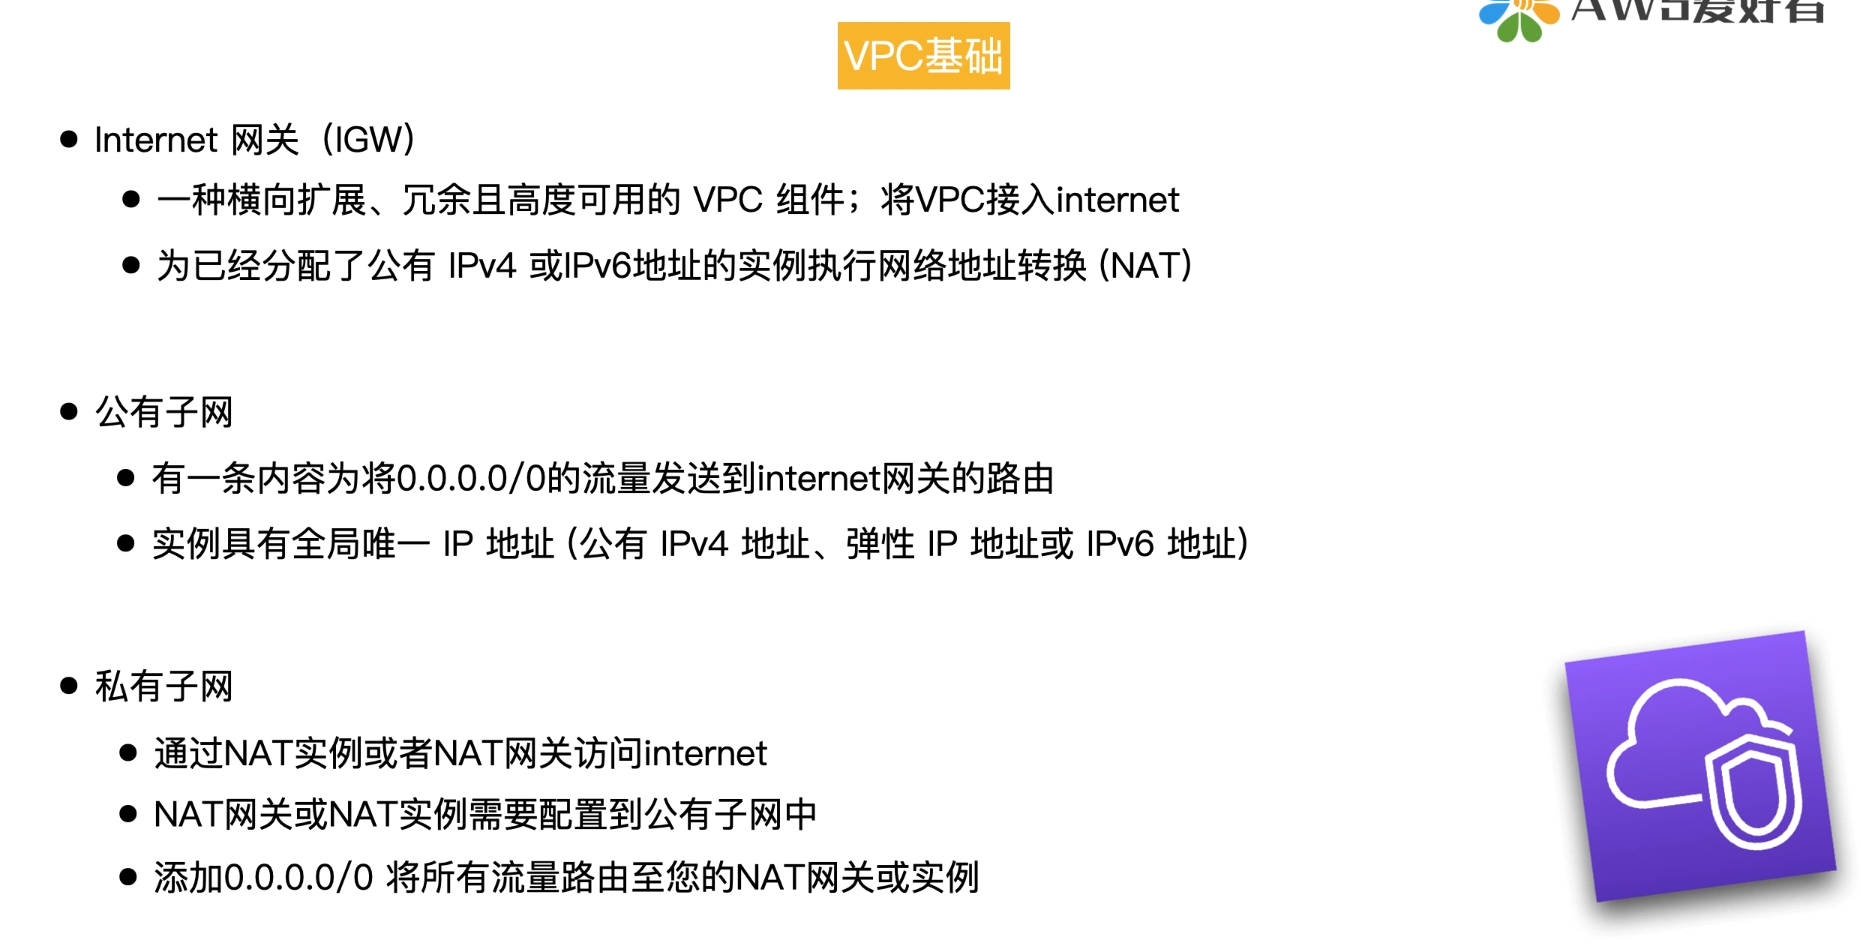 AWS爱好者
VPC基础
Internet 网关（IGW）
一种横向扩展、冗余且高度可用的 VPC 组件；将VPC接入internet
为已经分配了公有 IPv4 或IPv6地址的实例执行网络地址转换 (NAT)
公有子网
有一条内容为将0.0.0.0/0的流量发送到internet网关的路由
实例具有全局唯一 IP 地址 (公有 IPv4 地址、弹性 IP 地址或 IPv6 地址)
私有子网
通过NAT实例或者NAT网关访问internet
NAT网关或NAT实例需要配置到公有子网中
添加0.0.0.0/0 将所有流量路由至您的NAT网关或实例